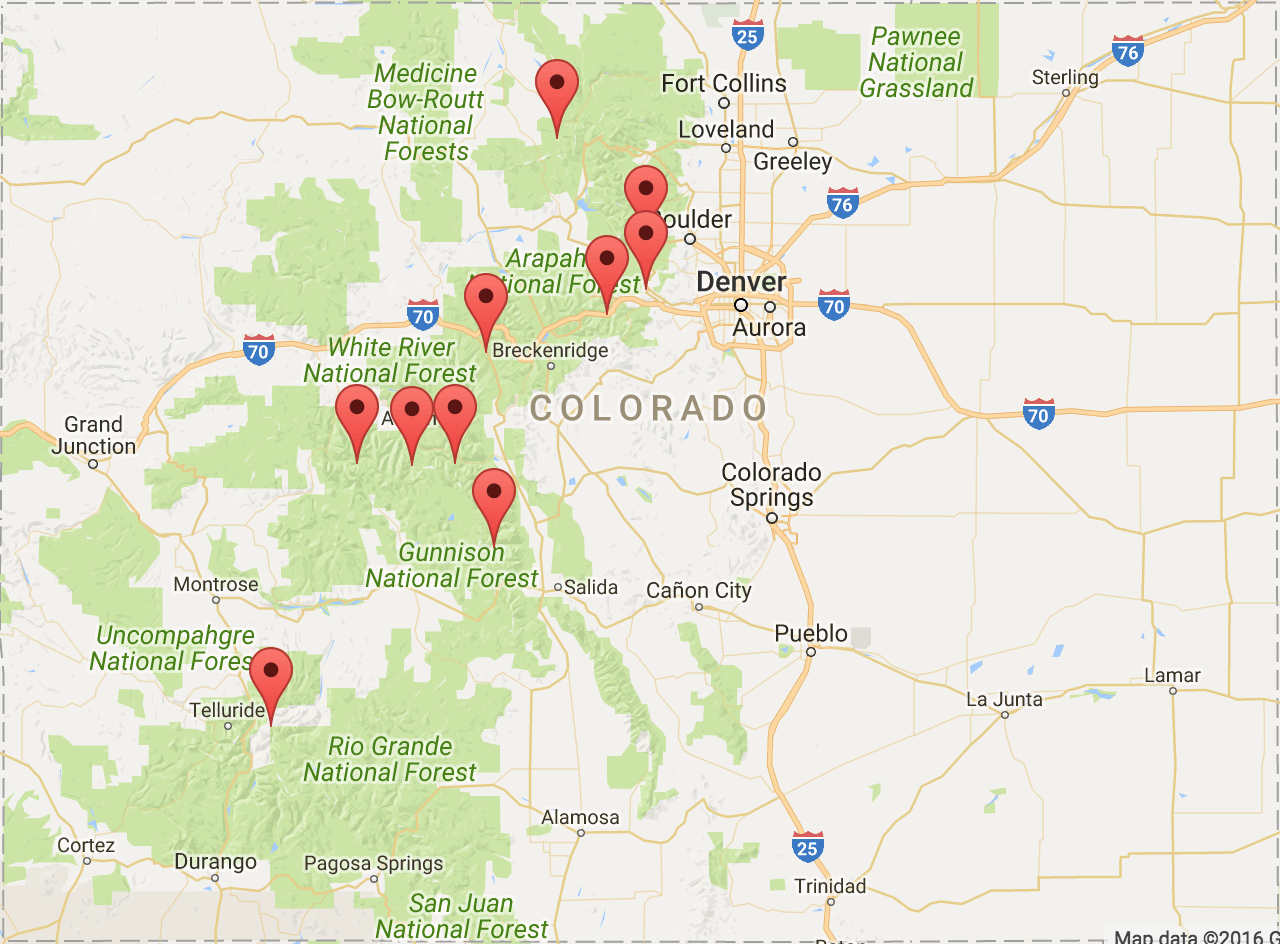 25
Pawnee
National
Grassland
76
Medicine
Bow-Routt
National
Forests
Fort Collins
Sterling
Loveland
Greeley
76
oulder
Arapah
National Forest
Denver
70
70
Aurora
70
White River
National Forest
Breckenridge
COLORADO
70
Grand
Junction
Colorado
Springs
Gunnison
National Forest
Montrose
Salida
Cañon City
Uncompahgre
National Fores
Pueblo
Lamar
Telluride
La Junta
Rio Grande
National Forest
Alamosa
Cortez
Durango
Pagosa Springs
25
Trinidad
San Juan
National Forest
Map data ©2016 G